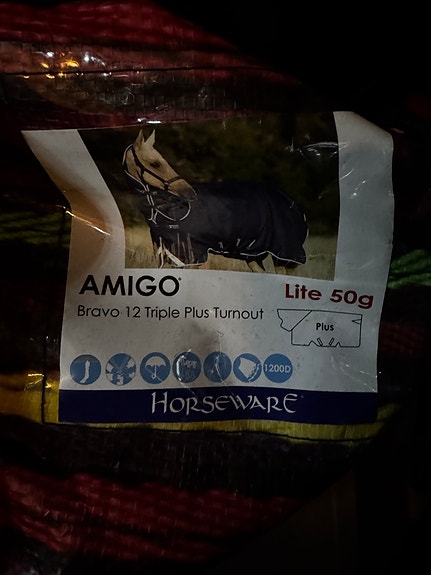 AMIGO®
Lite 50g
Bravo 12 Triple Plus Turnout
Plus
1200D
HORSEWARE®